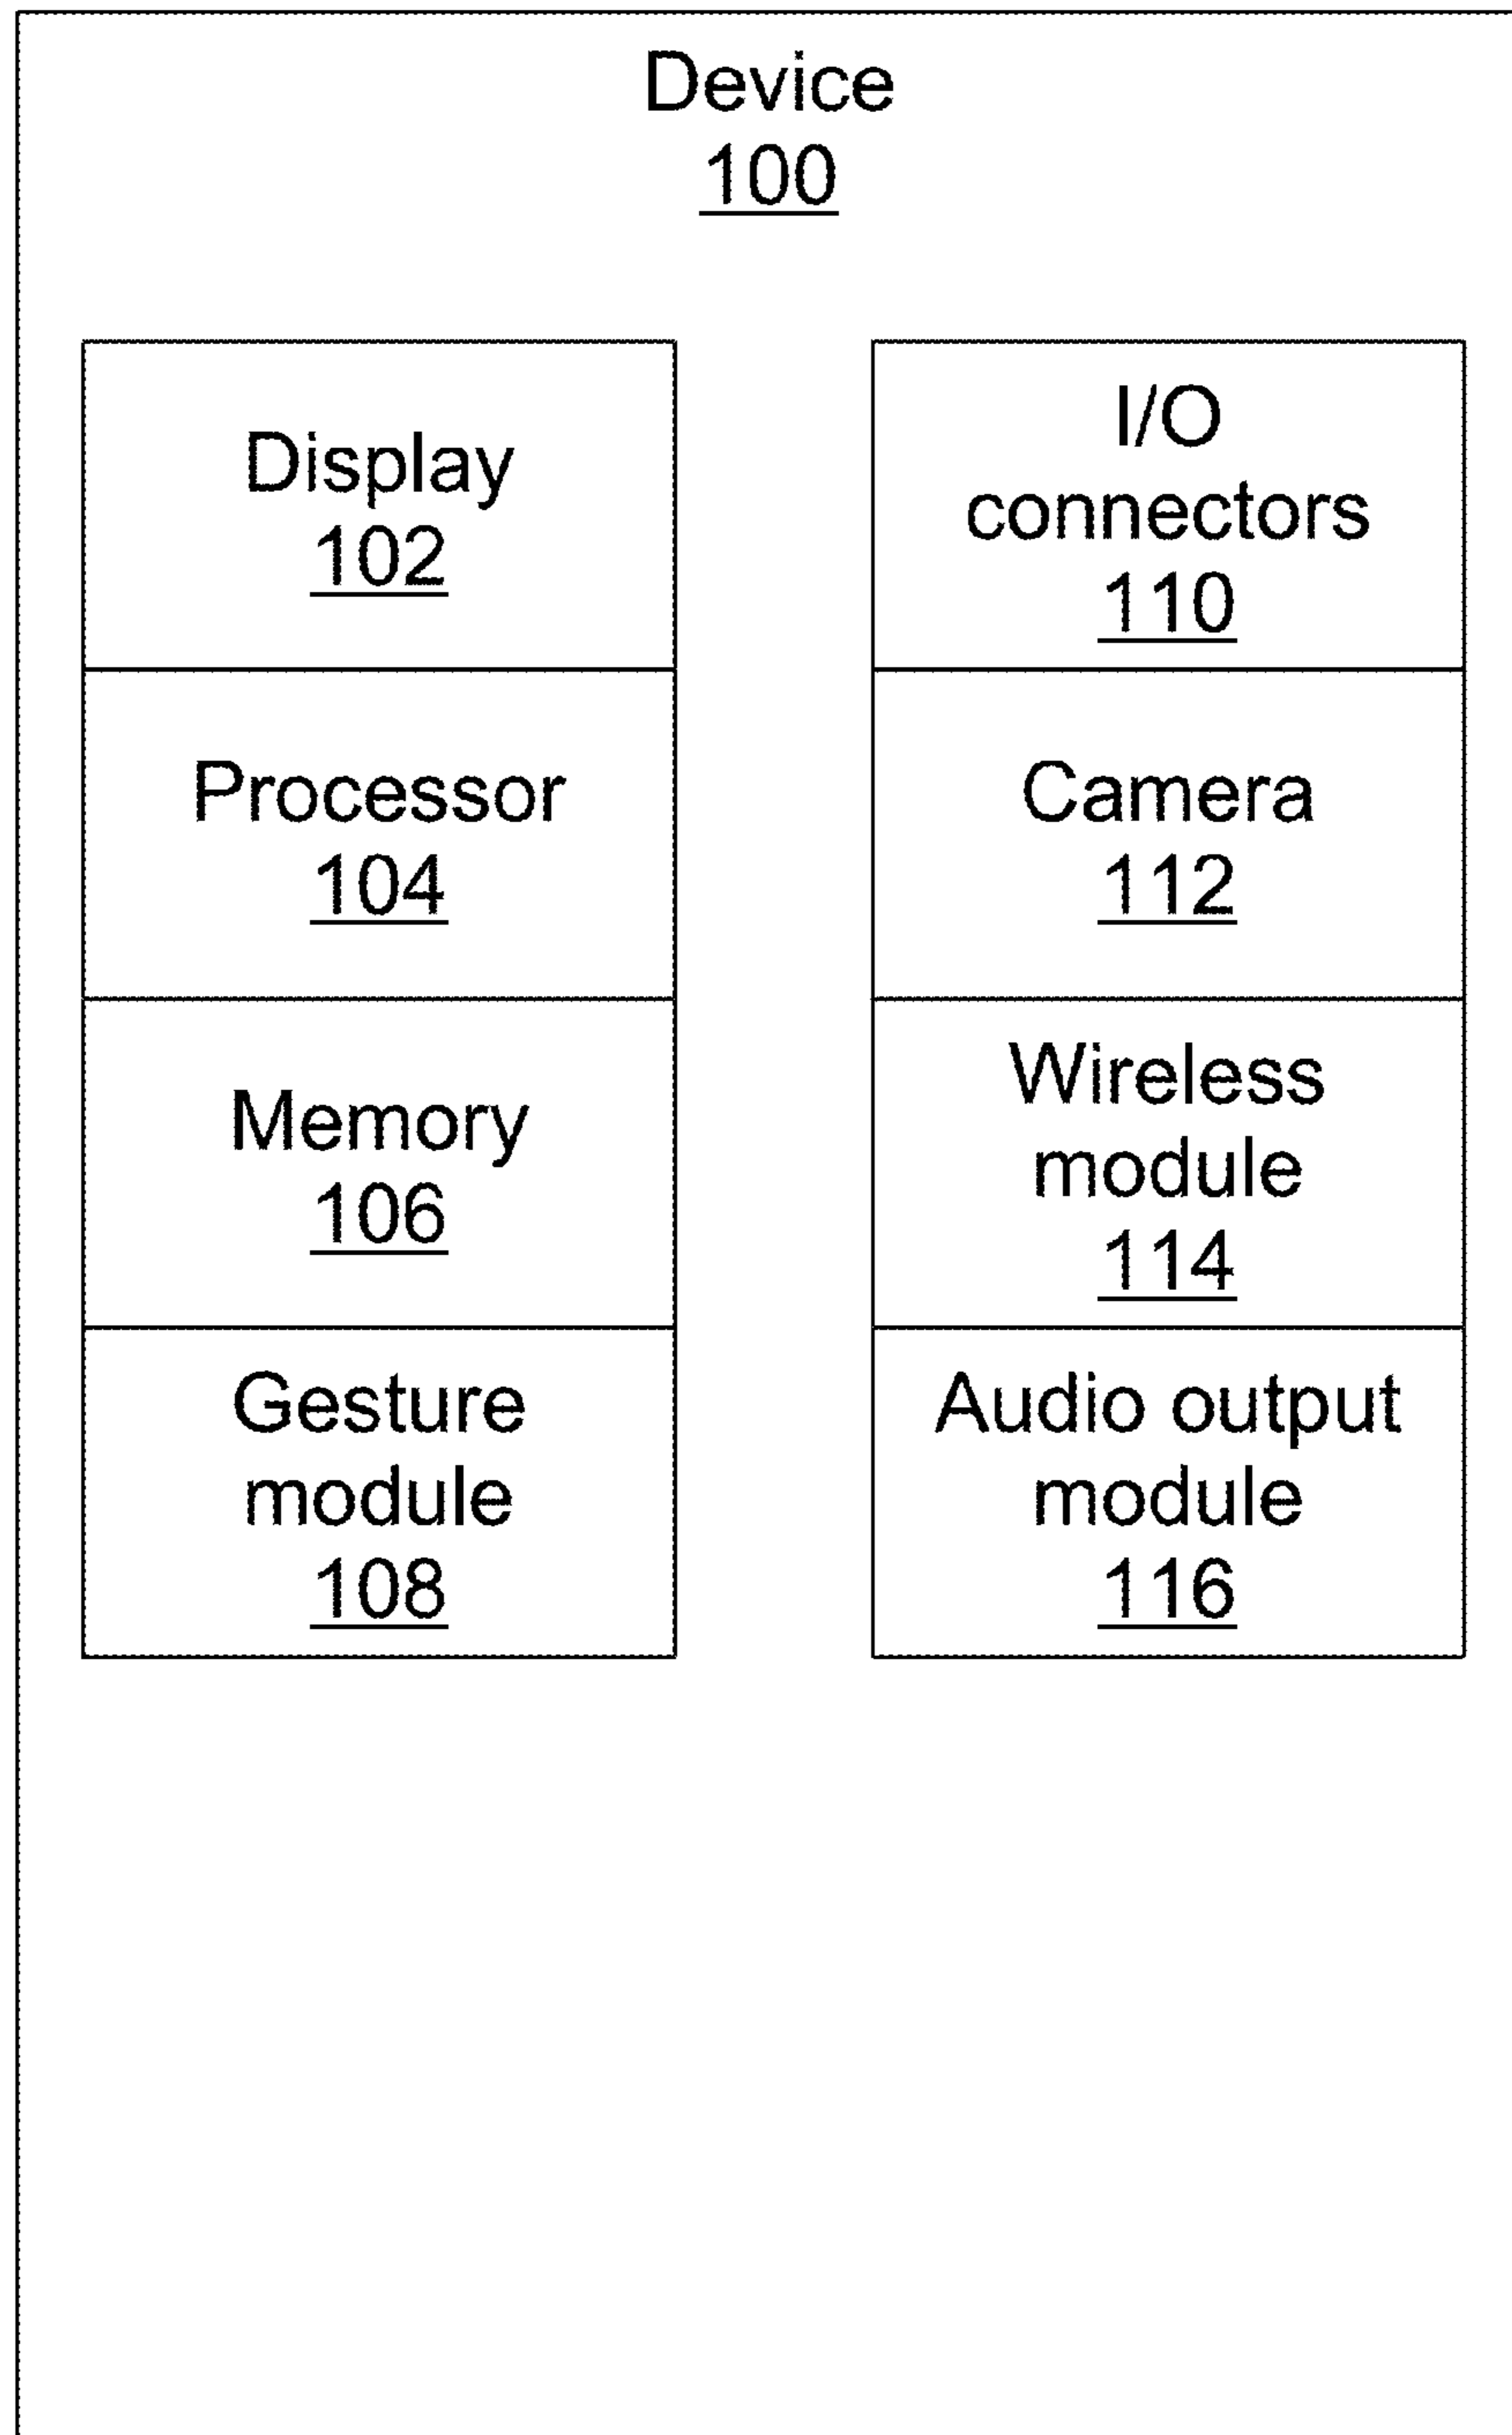 Device
100
Display
102
Processor
104
Memory
106
Gesture
module
108
I/O
connectors
110
Camera
112
Wireless
module
114
Audio output
module
116